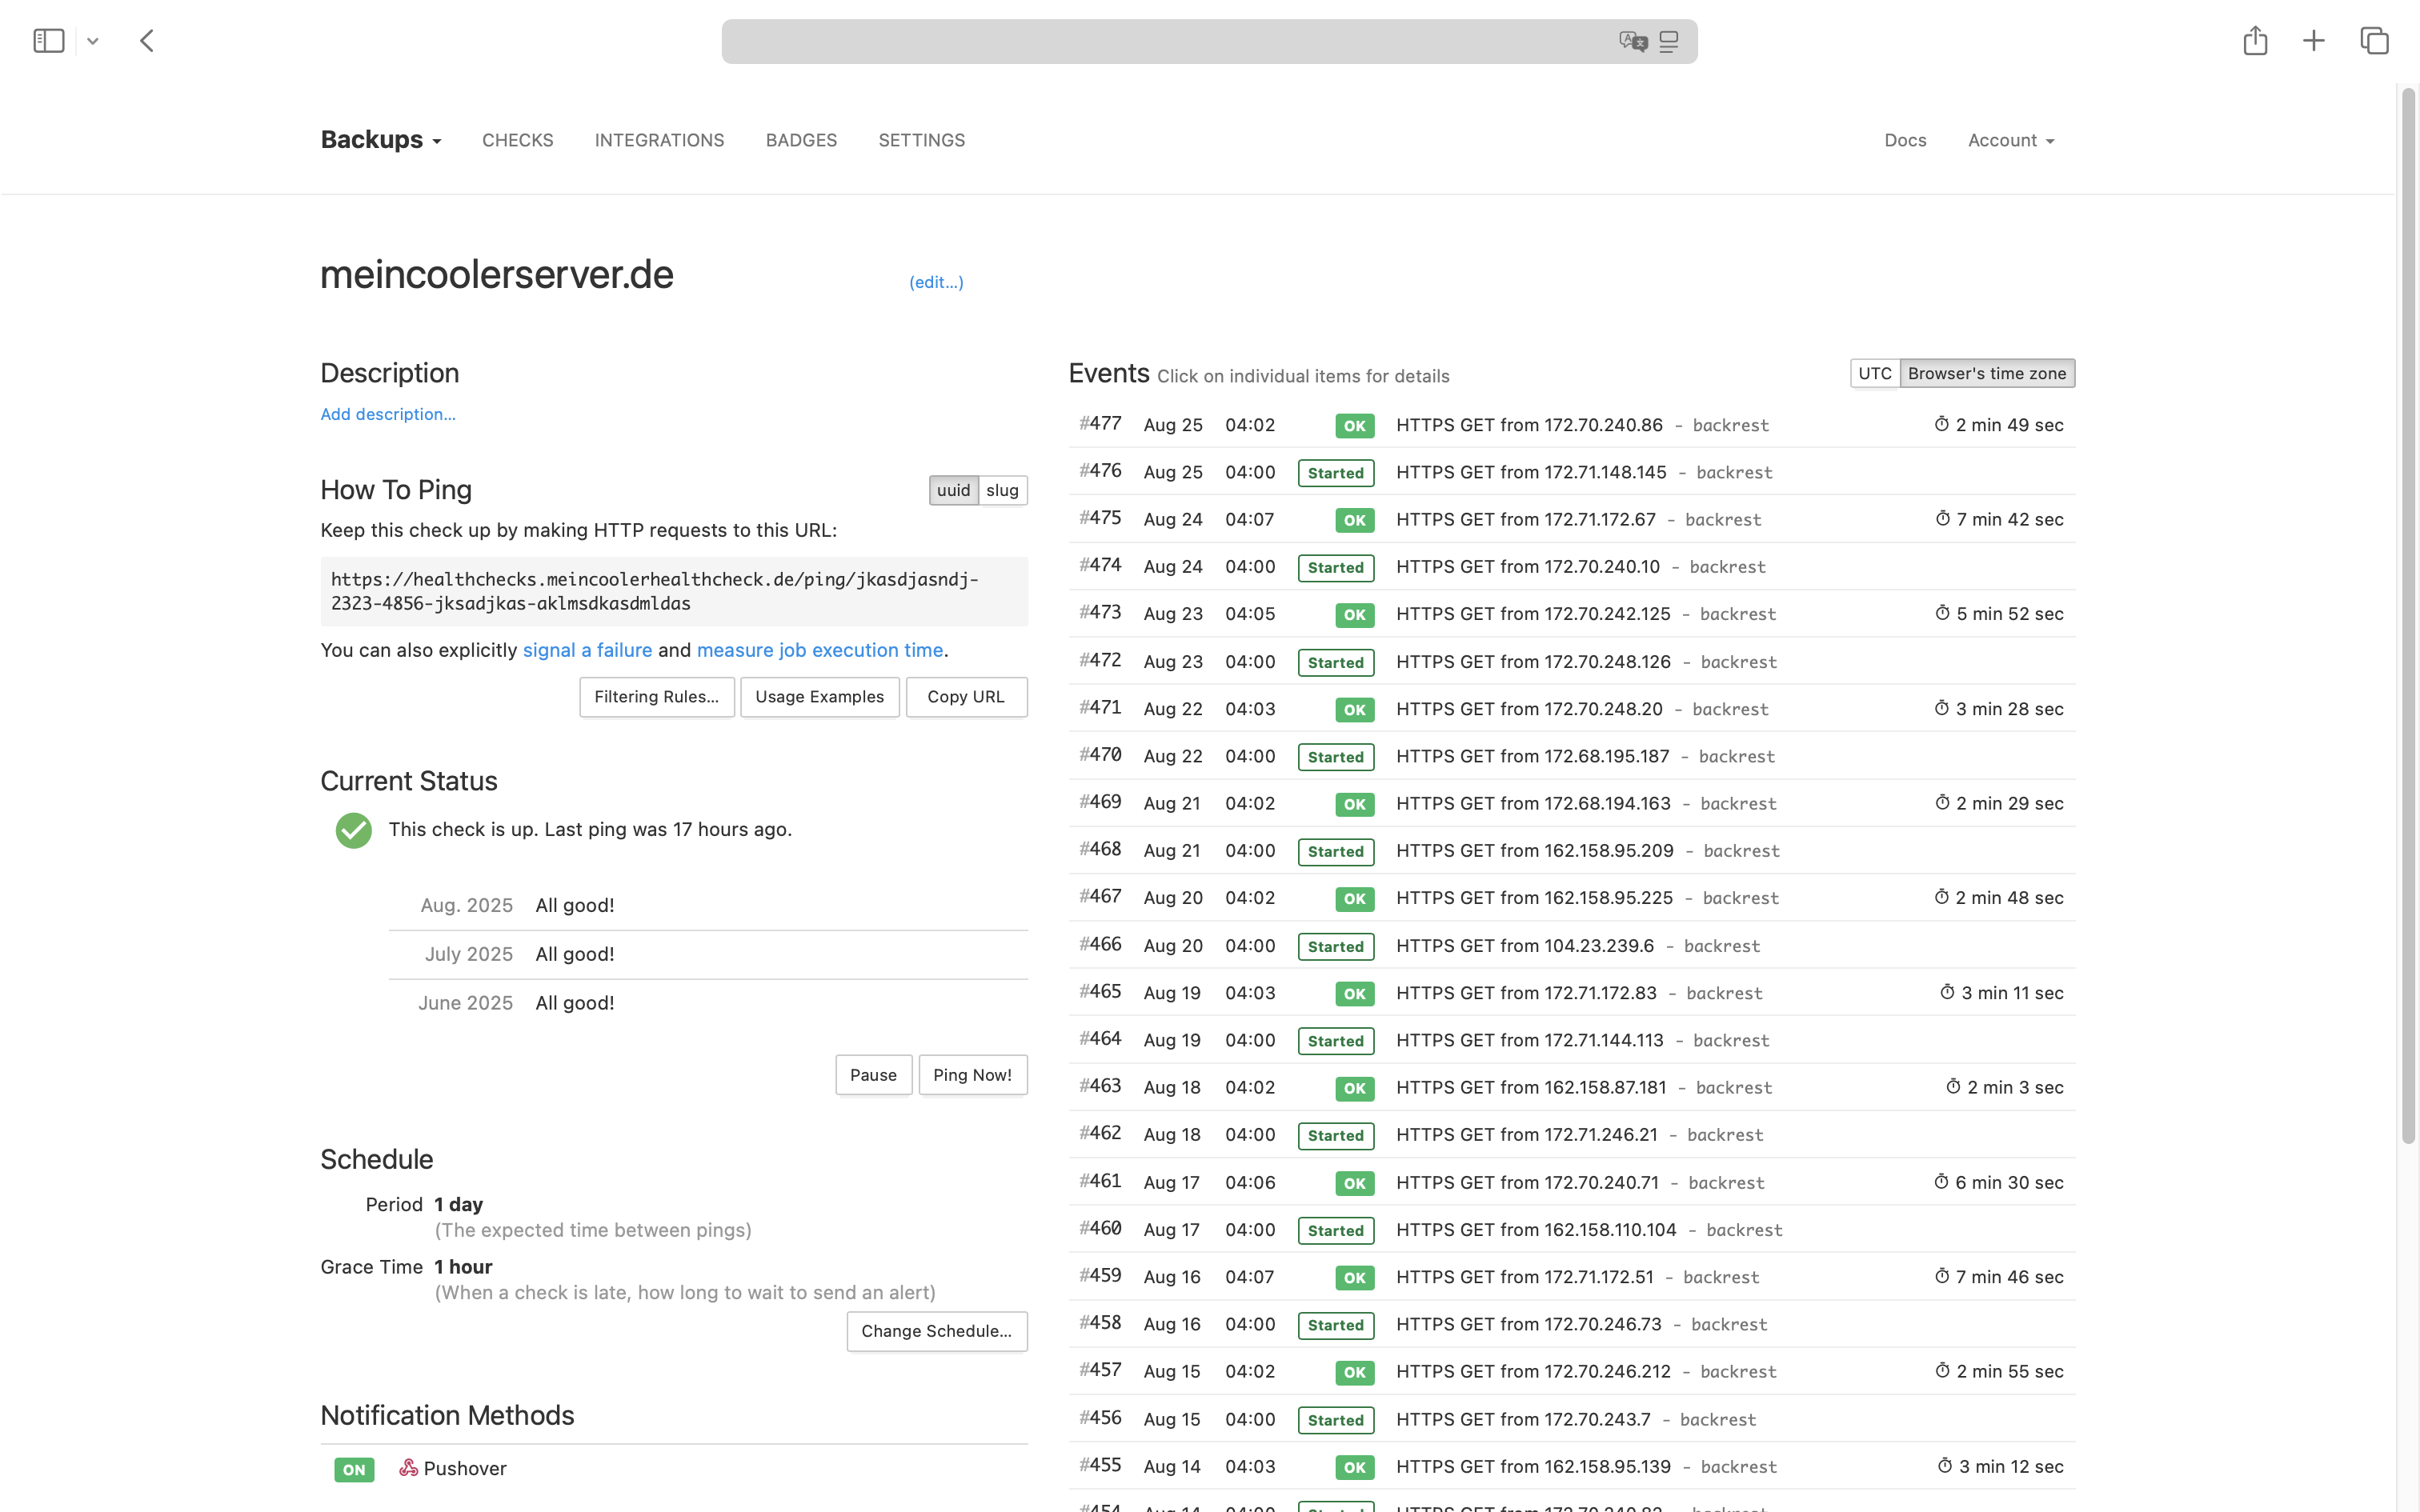 Backups
CHECKS
INTEGRATIONS
BADGES
SETTINGS
Docs
Account
meincoolerserver.de
(edit...)
Description
Add description...
How To Ping
uuid slug
Keep this check up by making HTTP requests to this URL:
https://healthchecks.meincoolerhealthcheck.de/ping/jkasdjasndj-
2323-4856-jksadjkas-aklmsdkasdmldas
You can also explicitly signal a failure and measure job execution time.
Filtering Rules... Usage Examples Copy URL
Current Status
This check is up. Last ping was 17 hours ago.
Aug. 2025 All good!
July 2025 All good!
June 2025 All good!
Pause Ping Now!
Schedule
Period 1 day
(The expected time between pings)
Grace Time 1 hour
(When a check is late, how long to wait to send an alert)
Change Schedule...
Notification Methods
ON Pushover
Events Click on individual items for details
UTC Browser's time zone
#477 Aug 25 04:02 OK HTTPS GET from 172.70.240.86 - backrest 2 min 49 sec
#476 Aug 25 04:00 Started HTTPS GET from 172.71.148.145 - backrest
#475 Aug 24 04:07 OK HTTPS GET from 172.71.172.67 - backrest 7 min 42 sec
#474 Aug 24 04:00 Started HTTPS GET from 172.70.240.10 - backrest
#473 Aug 23 04:05 OK HTTPS GET from 172.70.242.125 - backrest 5 min 52 sec
#472 Aug 23 04:00 Started HTTPS GET from 172.70.248.126 - backrest
#471 Aug 22 04:03 OK HTTPS GET from 172.70.248.20 - backrest 3 min 28 sec
#470 Aug 22 04:00 Started HTTPS GET from 172.68.195.187 - backrest
#469 Aug 21 04:02 OK HTTPS GET from 172.68.194.163 - backrest 2 min 29 sec
#468 Aug 21 04:00 Started HTTPS GET from 162.158.95.209 - backrest
#467 Aug 20 04:02 OK HTTPS GET from 162.158.95.225 - backrest 2 min 48 sec
#466 Aug 20 04:00 Started HTTPS GET from 104.23.239.6 - backrest
#465 Aug 19 04:03 OK HTTPS GET from 172.71.172.83 - backrest 3 min 11 sec
#464 Aug 19 04:00 Started HTTPS GET from 172.71.144.113 - backrest
#463 Aug 18 04:02 OK HTTPS GET from 162.158.87.181 - backrest 2 min 3 sec
#462 Aug 18 04:00 Started HTTPS GET from 172.71.246.21 - backrest
#461 Aug 17 04:06 OK HTTPS GET from 172.70.240.71 - backrest 6 min 30 sec
#460 Aug 17 04:00 Started HTTPS GET from 162.158.110.104 - backrest
#459 Aug 16 04:07 OK HTTPS GET from 172.71.172.51 - backrest 7 min 46 sec
#458 Aug 16 04:00 Started HTTPS GET from 172.70.246.73 - backrest
#457 Aug 15 04:02 OK HTTPS GET from 172.70.246.212 - backrest 2 min 55 sec
#456 Aug 15 04:00 Started HTTPS GET from 172.70.243.7 - backrest
#455 Aug 14 04:03 OK HTTPS GET from 162.158.95.139 - backrest 3 min 12 sec